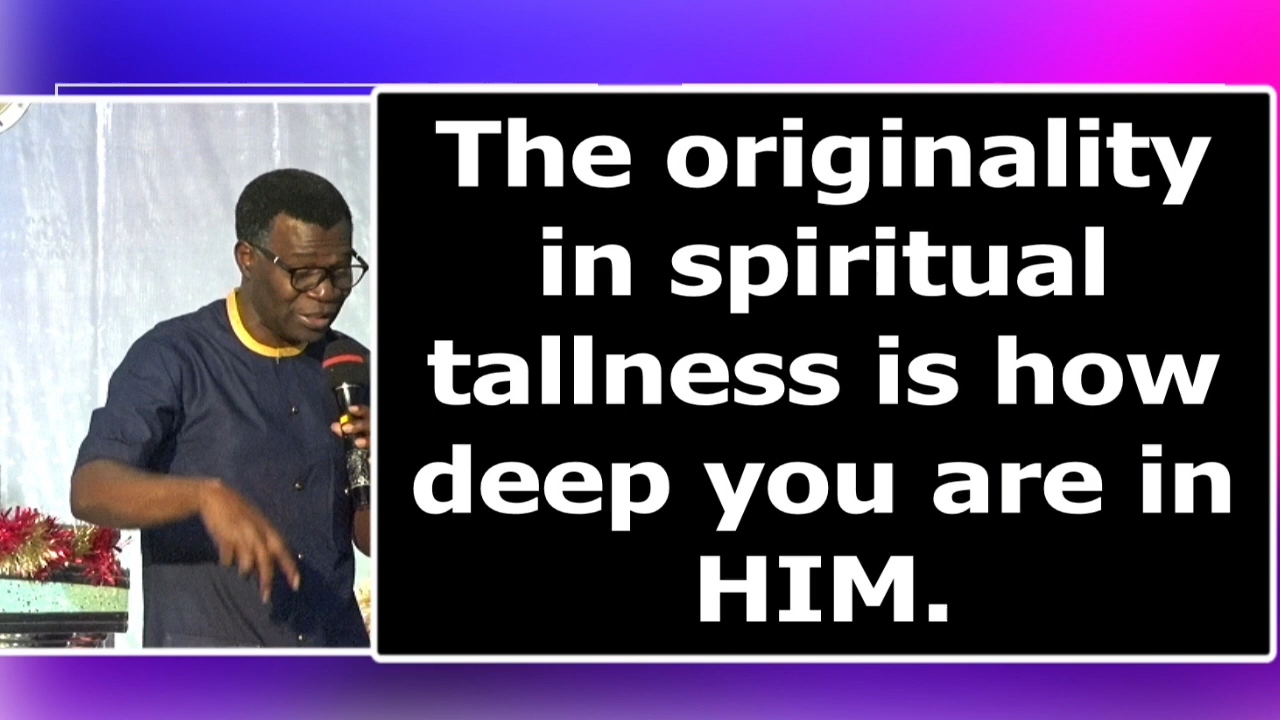 The originality
in spiritual
tallness is how
deep you are in
HIM.